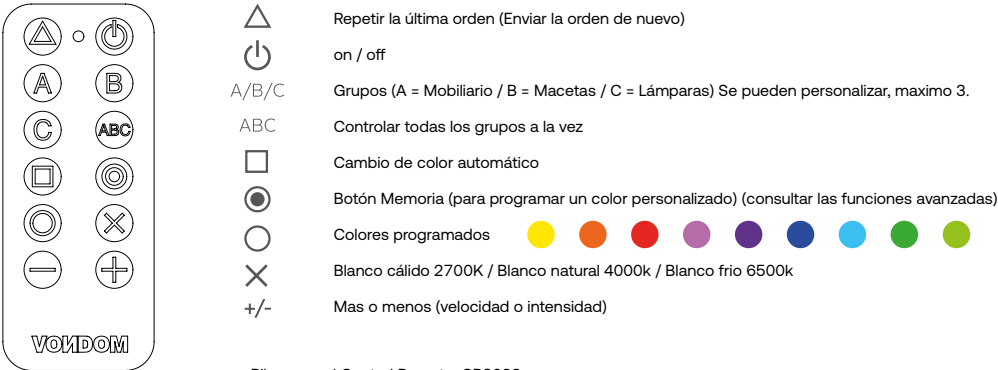 △ Repetir la última orden (Enviar la orden de nuevo)
on / off
A/B/C Grupos (A = Mobiliario / B = Macetas / C = Lámparas) Se pueden personalizar, maximo 3.
ABC Controlar todas los grupos a la vez
Cambio de color automático
Botón Memoria (para programar un color personalizado) (consultar las funciones avanzadas)
Colores programados
Blanco cálido 2700K / Blanco natural 4000k / Blanco frio 6500k
+/- Mas o menos (velocidad o intensidad)
A B
C ABC
VONDOM